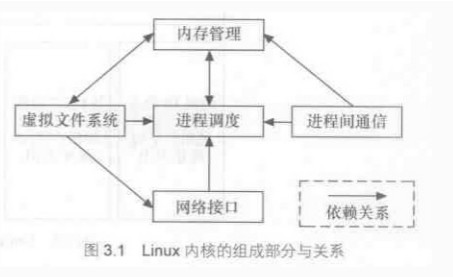 内存管理
虚拟文件系统
进程调度
进程间通信
网络接口
依赖关系
图 3.1 Linux 内核的组成部分与关系